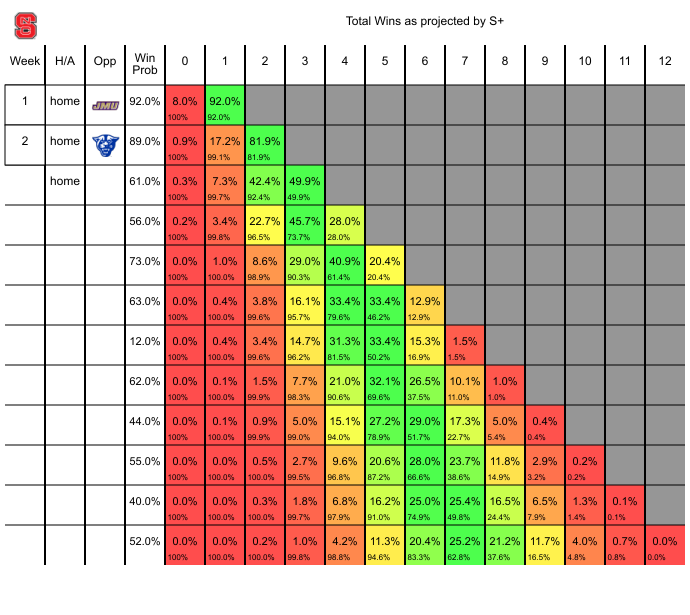 Total Wins as projected by S+
Week H/A Opp Win Prob 0 1 2 3 4 5 6 7 8 9 10 11 12
1 home JMU 92.0% 8.0% 92.0%
100% 92.0%
2 home 89.0% 0.9% 17.2% 81.9%
100% 99.1% 81.9%
home 61.0% 0.3% 7.3% 42.4% 49.9%
100% 99.7% 92.4% 49.9%
56.0% 0.2% 3.4% 22.7% 45.7% 28.0%
100% 99.8% 96.5% 73.7% 28.0%
73.0% 0.0% 1.0% 8.6% 29.0% 40.9% 20.4%
100% 100.0% 98.9% 90.3% 61.4% 20.4%
63.0% 0.0% 0.4% 3.8% 16.1% 33.4% 33.4% 12.9%
100% 100.0% 99.6% 95.7% 79.6% 46.2% 12.9%
12.0% 0.0% 0.4% 3.4% 14.7% 31.3% 33.4% 15.3% 1.5%
100% 100.0% 99.6% 96.2% 81.5% 50.2% 16.9% 1.5%
62.0% 0.0% 0.1% 1.5% 7.7% 21.0% 32.1% 26.5% 10.1% 1.0%
100% 100.0% 99.9% 98.3% 90.6% 69.6% 37.5% 11.0% 1.0%
44.0% 0.0% 0.1% 0.9% 5.0% 15.1% 27.2% 29.0% 17.3% 5.0% 0.4%
100% 100.0% 99.9% 99.0% 94.0% 78.9% 51.7% 22.7% 5.4% 0.4%
55.0% 0.0% 0.0% 0.5% 2.7% 9.6% 20.6% 28.0% 23.7% 11.8% 2.9% 0.2%
100% 100.0% 100.0% 99.5% 96.8% 87.2% 66.6% 38.6% 14.9% 3.2% 0.2%
40.0% 0.0% 0.0% 0.3% 1.8% 6.8% 16.2% 25.0% 25.4% 16.5% 6.5% 1.3% 0.1%
100% 100.0% 100.0% 99.7% 97.9% 91.0% 74.9% 49.8% 24.4% 7.9% 1.4% 0.1%
52.0% 0.0% 0.0% 0.2% 1.0% 4.2% 11.3% 20.4% 25.2% 21.2% 11.7% 4.0% 0.7% 0.0%
100% 100.0% 100.0% 99.8% 98.8% 94.6% 83.3% 62.8% 37.6% 16.5% 4.8% 0.8% 0.0%